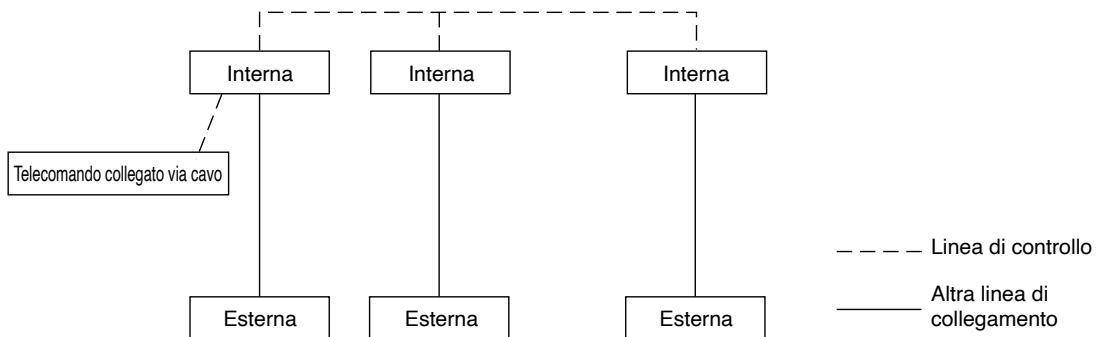 Interna
Interna
Interna
Telecomando collegato via cavo
Linea di controllo
Altra linea di
collegamento
Esterna
Esterna
Esterna